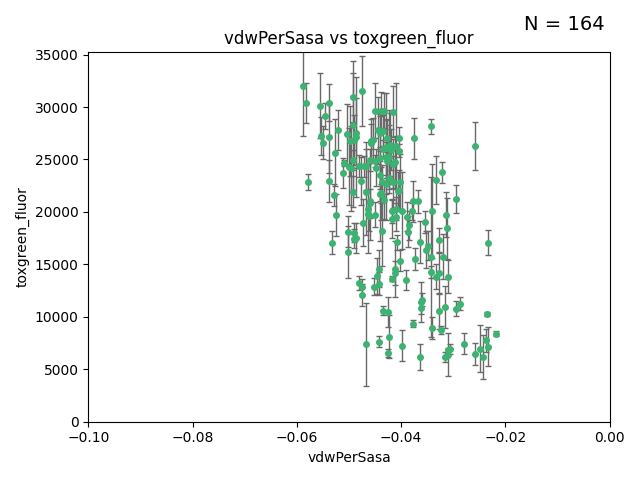 N = 164
vdwPerSasa vs toxgreen_fluor
35000
30000
25000
20000
15000
10000
5000
0
toxgreen_fluor
−0.10 −0.08 −0.06 −0.04 −0.02 0.00
vdwPerSasa